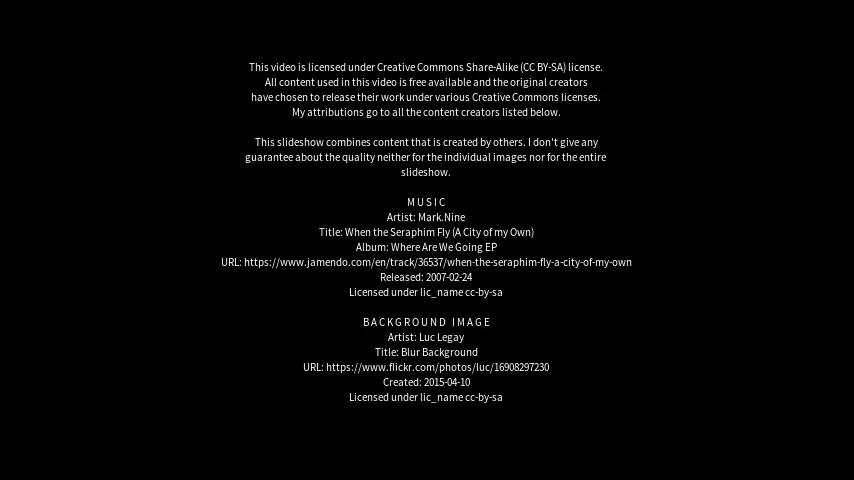 This video is licensed under Creative Commons Share-Alike (CC BY-SA) license.
All content used in this video is free available and the original creators
have chosen to release their work under various Creative Commons licenses.
My attributions go to all the content creators listed below.
This slideshow combines content that is created by others. I don't give any
guarantee about the quality neither for the individual images nor for the entire
slideshow.
MUSIC
Artist: Mark.Nine
Title: When the Seraphim Fly (A City of my Own)
Album: Where Are We Going EP
URL: https://www.jamendo.com/en/track/36537/when-the-seraphim-fly-a-city-of-my-own
Released: 2007-02-24
Licensed under lic_name cc-by-sa
BACKGROUND IMAGE
Artist: Luc Legay
Title: Blur Background
URL: https://www.flickr.com/photos/luc/16908297230
Created: 2015-04-10
Licensed under lic_name cc-by-sa